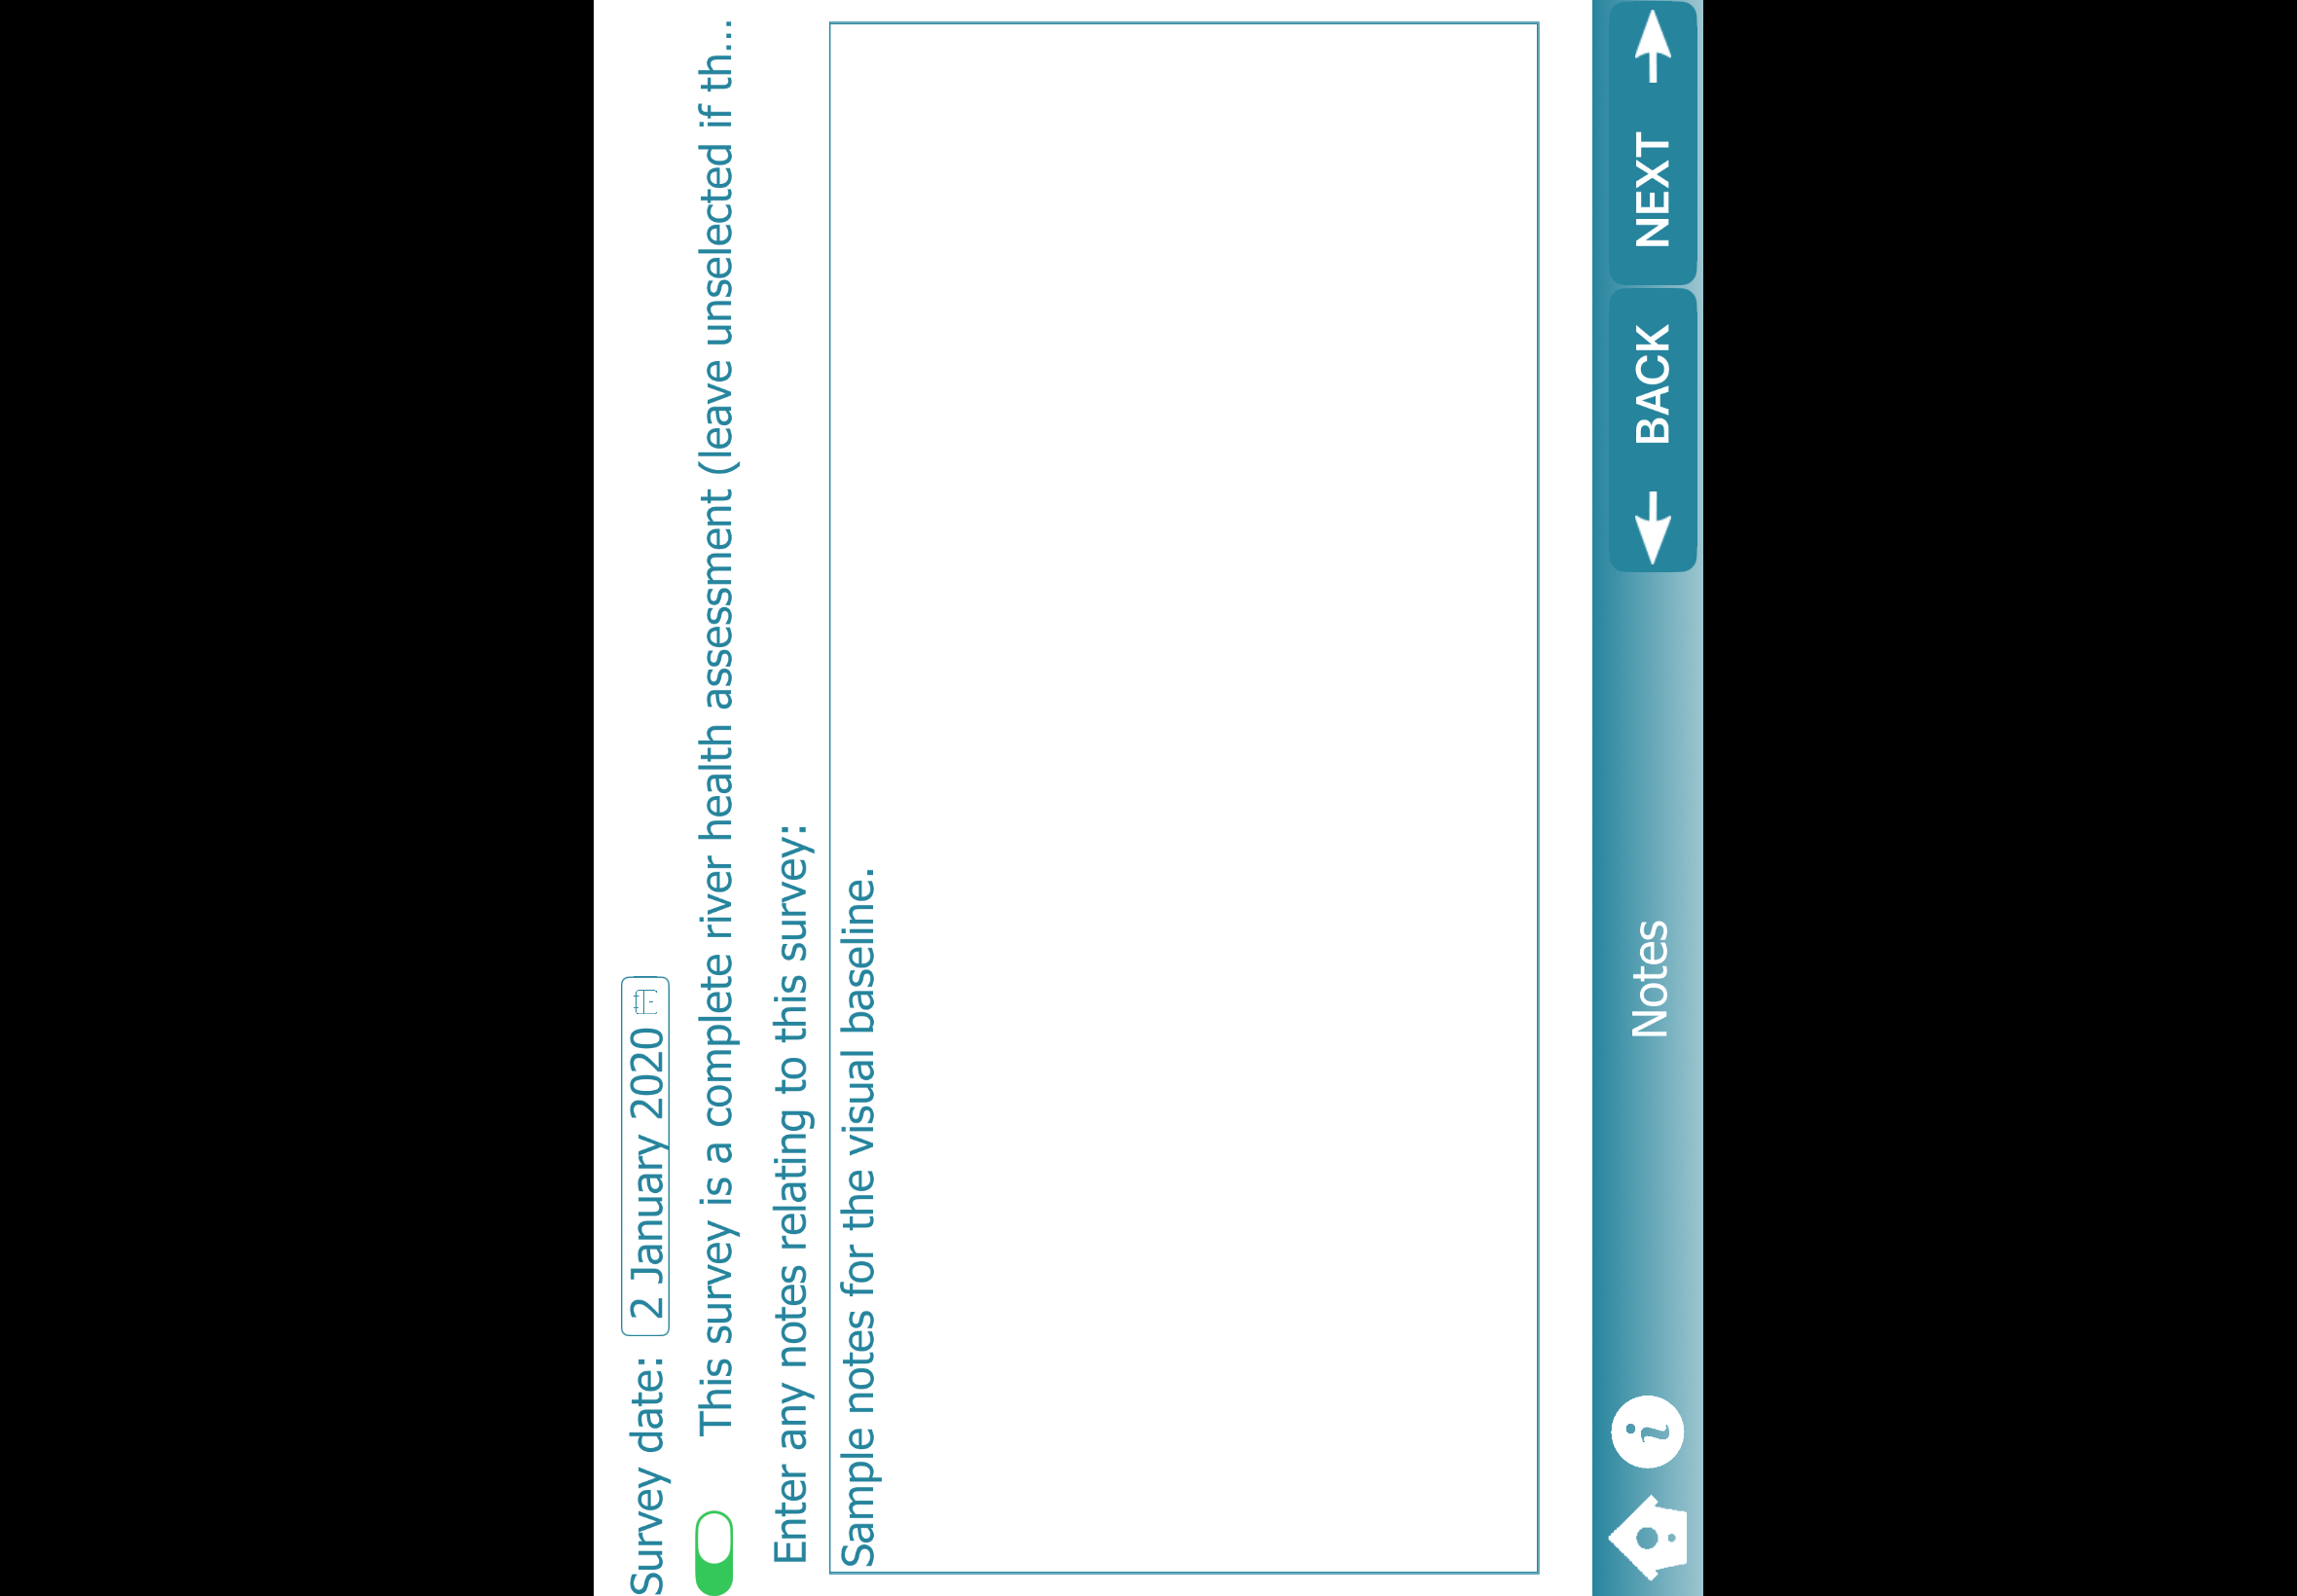 Survey date: 2 January 2020
This survey is a complete river health assessment (leave unselected if th...
Enter any notes relating to this survey:
Sample notes for the visual baseline.
Notes
BACK
NEXT